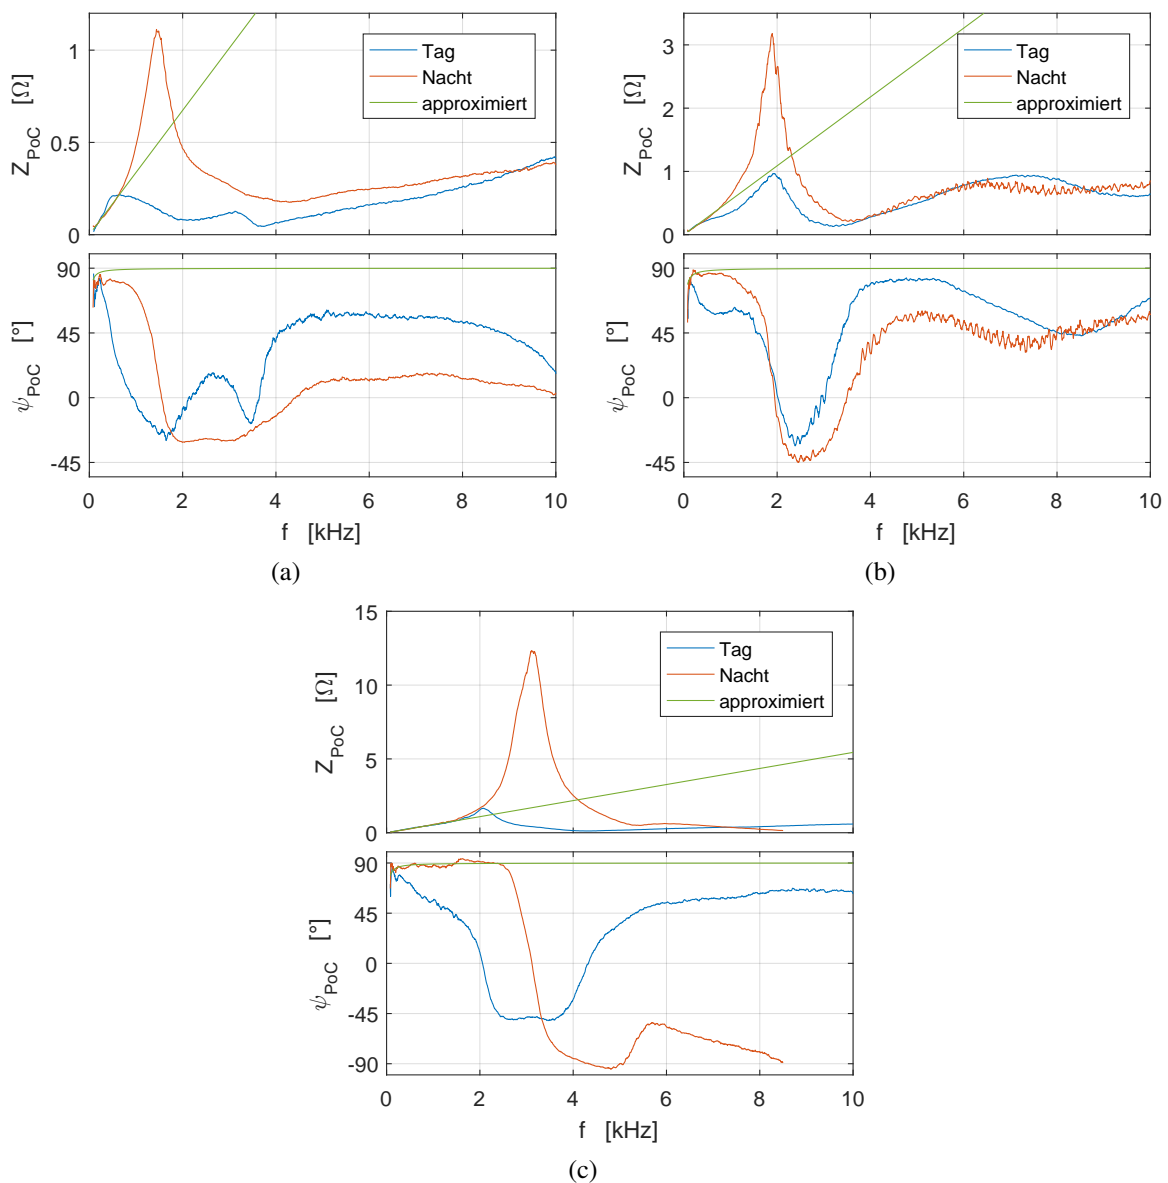 1
0.5
0
Z_PoC [Ω]
Tag
Nacht
approximiert
90
45
0
-45
ψ_PoC [°]
0 2 4 6 8 10
f [kHz]
(a)
3
2
1
0
Z_PoC [Ω]
Tag
Nacht
approximiert
90
45
0
-45
ψ_PoC [°]
0 2 4 6 8 10
f [kHz]
(b)
15
10
5
0
Z_PoC [Ω]
Tag
Nacht
approximiert
90
45
0
-45
-90
ψ_PoC [°]
0 2 4 6 8 10
f [kHz]
(c)